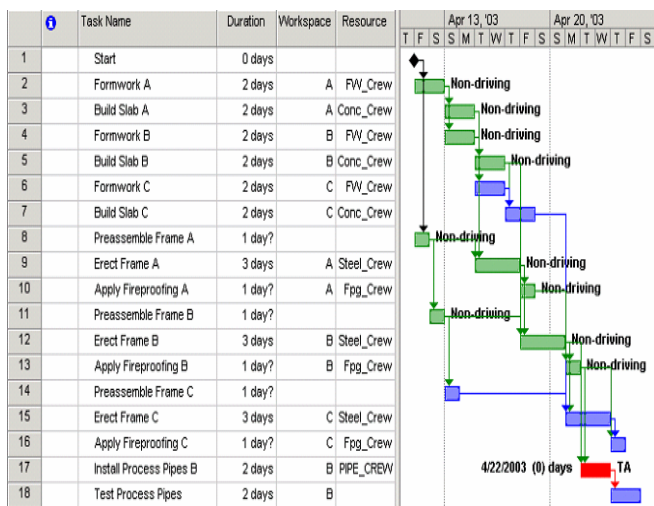 Task Name Duration Workspace Resource Apr 13, '03 Apr 20, '03
T F S S M T W T F S S M T W T F S
1 Start 0 days
2 Formwork A 2 days A FW_Crew Non-driving
3 Build Slab A 2 days A Conc_Crew Non-driving
4 Formwork B 2 days B FW_Crew Non-driving
5 Build Slab B 2 days B Conc_Crew Non-driving
6 Formwork C 2 days C FW_Crew
7 Build Slab C 2 days C Conc_Crew
8 Preassemble Frame A 1 day? Non-driving
9 Erect Frame A 3 days A Steel_Crew Non-driving
10 Apply Fireproofing A 1 day? A Fpg_Crew Non-driving
11 Preassemble Frame B 1 day? Non-driving
12 Erect Frame B 3 days B Steel_Crew Non-driving
13 Apply Fireproofing B 1 day? B Fpg_Crew Non-driving
14 Preassemble Frame C 1 day?
15 Erect Frame C 3 days C Steel_Crew
16 Apply Fireproofing C 1 day? C Fpg_Crew
17 Install Process Pipes B 2 days B PIPE_CREW 4/22/2003 (0) days TA
18 Test Process Pipes 2 days B